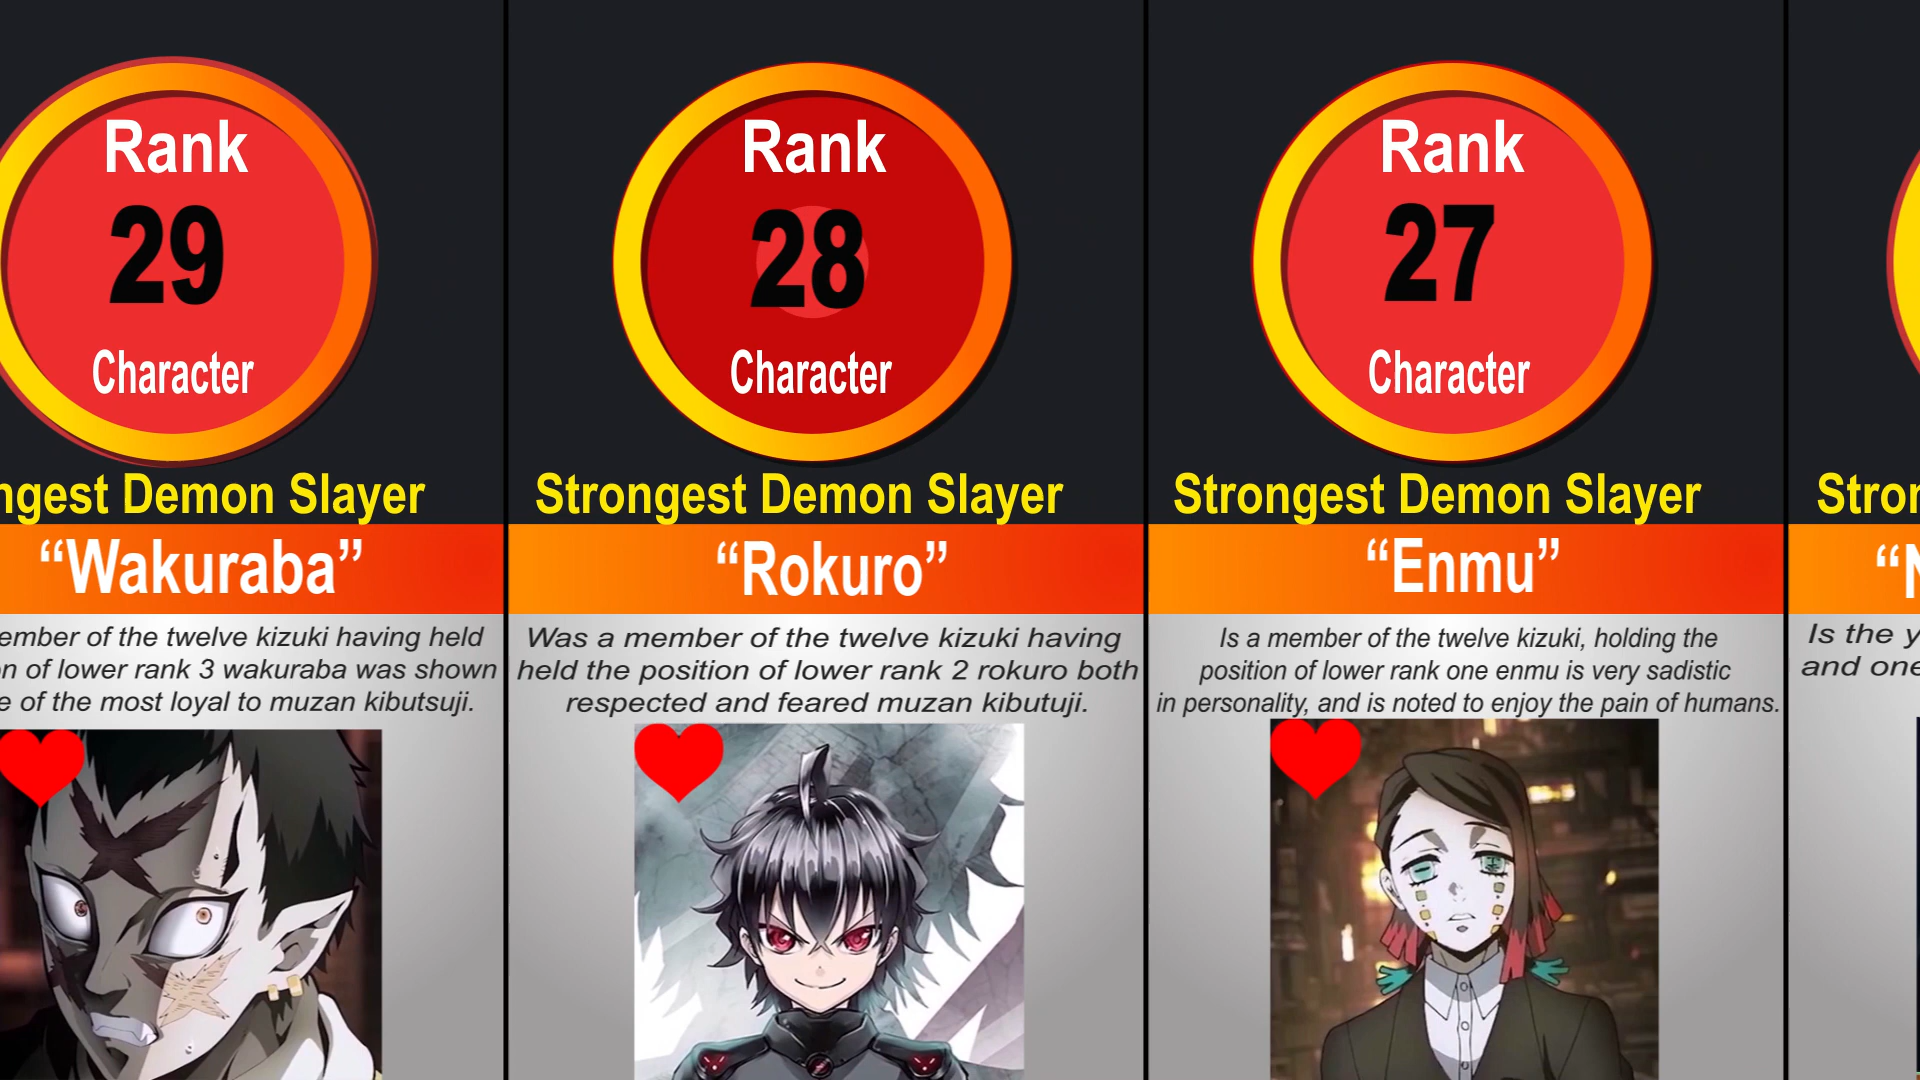 Rank
29
Character
ngest Demon Slayer
“Wakuraba”
ember of the twelve kizuki having held
n of lower rank 3 wakuraba was shown
e of the most loyal to muzan kibutsuji.
Rank
28
Character
Strongest Demon Slayer
“Rokuro”
Was a member of the twelve kizuki having
held the position of lower rank 2 rokuro both
respected and feared muzan kibutuji.
Rank
27
Character
Strongest Demon Slayer
“Enmu”
Is a member of the twelve kizuki, holding the
position of lower rank one enmu is very sadistic
in personality, and is noted to enjoy the pain of humans.
Stron
“N
Is the y
and one